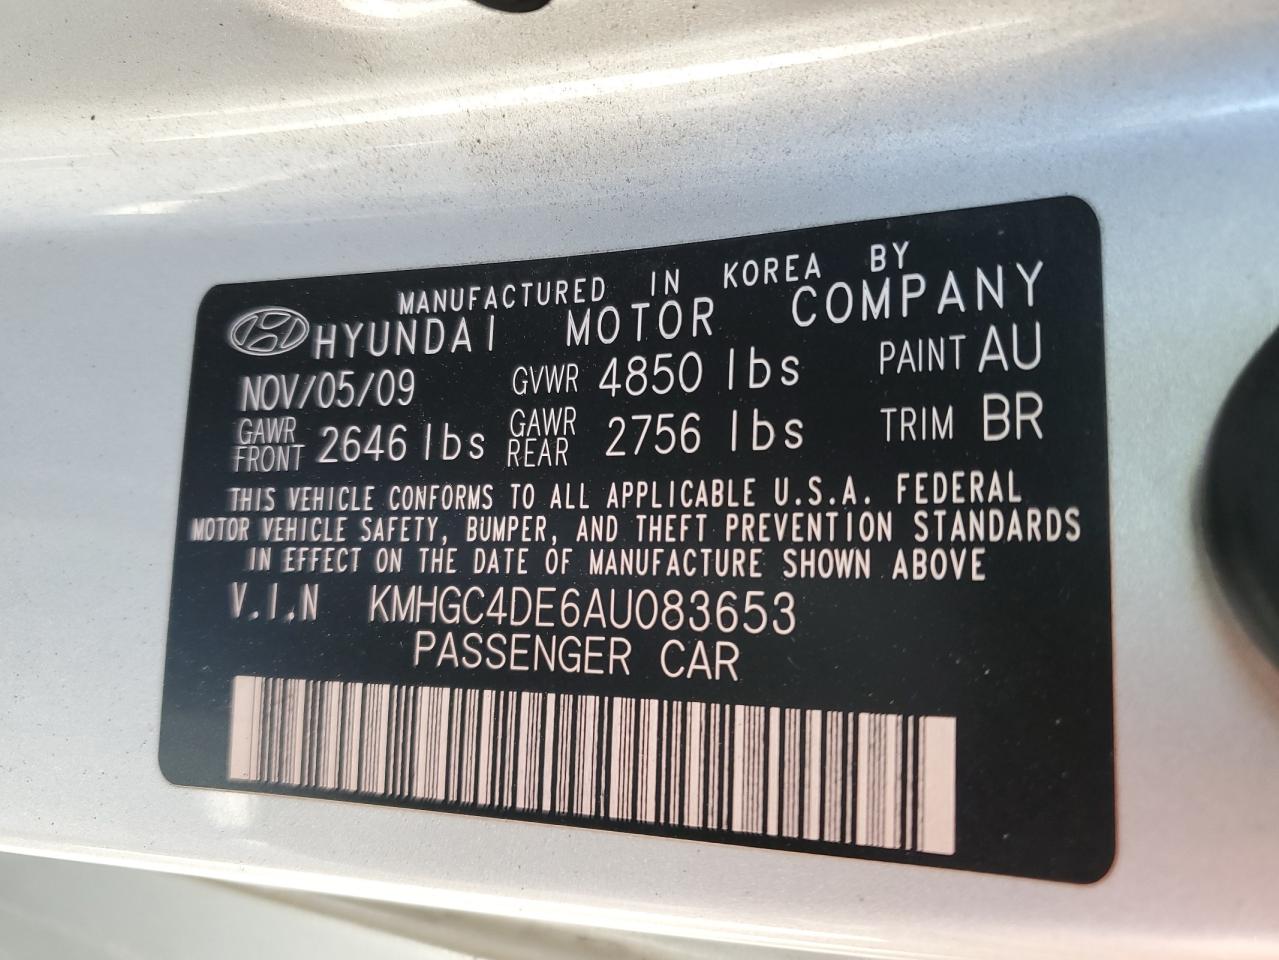 MANUFACTURED IN KOREA BY
HYUNDAI MOTOR COMPANY
NOV/05/09 GVWR 4850 lbs PAINT AU
GAWR FRONT 2646 lbs GAWR REAR 2756 lbs TRIM BR
THIS VEHICLE CONFORMS TO ALL APPLICABLE U.S.A. FEDERAL
MOTOR VEHICLE SAFETY, BUMPER, AND THEFT PREVENTION STANDARDS
IN EFFECT ON THE DATE OF MANUFACTURE SHOWN ABOVE
V.I.N KMHGC4DE6AU083653
PASSENGER CAR